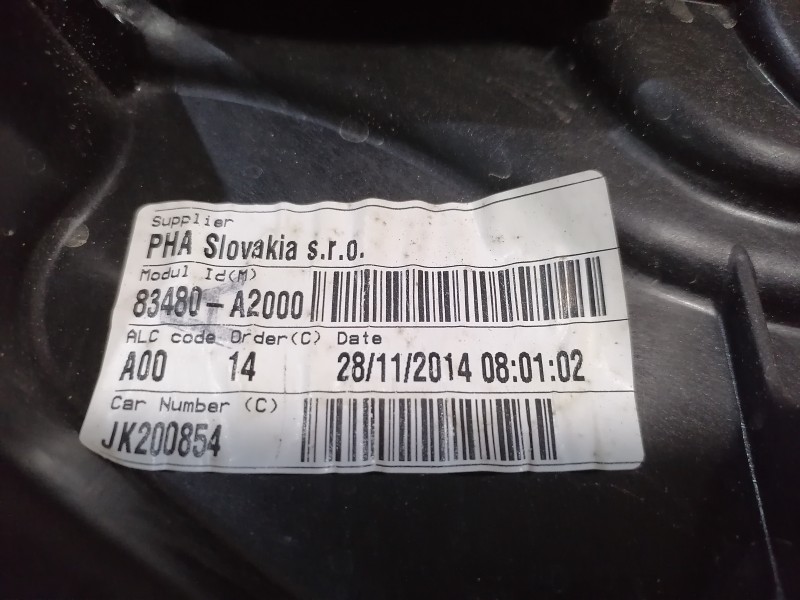 Supplier
PHA Slovakia s.r.o.
Modul Id(M)
83480-A2000
ALC code Order(C) Date
A00 14 28/11/2014 08:01:02
Car Number (C)
JK200854